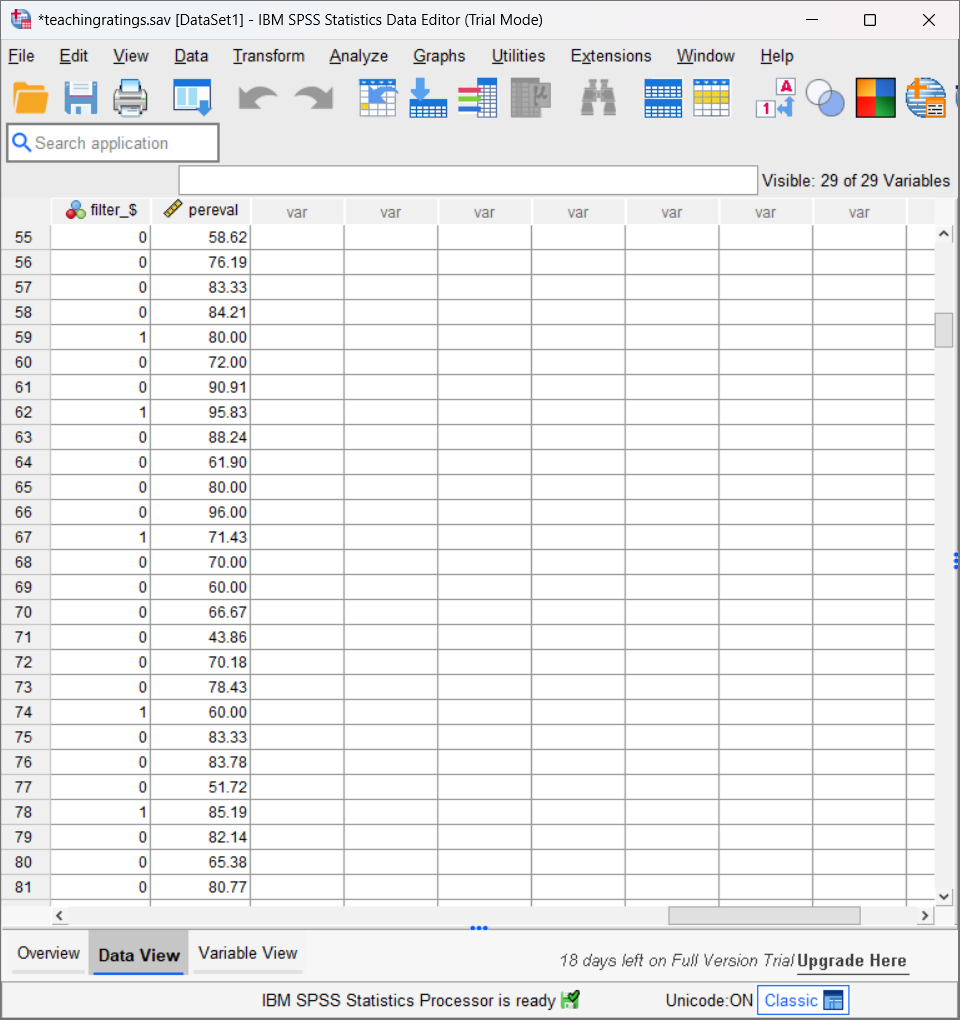 *teachingratings.sav [DataSet1] - IBM SPSS Statistics Data Editor (Trial Mode)
File Edit View Data Transform Analyze Graphs Utilities Extensions Window Help
A
1
Search application
Visible: 29 of 29 Variables
filter_$ pereval var var var var var var var
55 0 58.62
56 0 76.19
57 0 83.33
58 0 84.21
59 1 80.00
60 0 72.00
61 0 90.91
62 1 95.83
63 0 88.24
64 0 61.90
65 0 80.00
66 0 96.00
67 1 71.43
68 0 70.00
69 0 60.00
70 0 66.67
71 0 43.86
72 0 70.18
73 0 78.43
74 1 60.00
75 0 83.33
76 0 83.78
77 0 51.72
78 1 85.19
79 0 82.14
80 0 65.38
81 0 80.77
Overview Data View Variable View
18 days left on Full Version Trial Upgrade Here
IBM SPSS Statistics Processor is ready Unicode:ON Classic